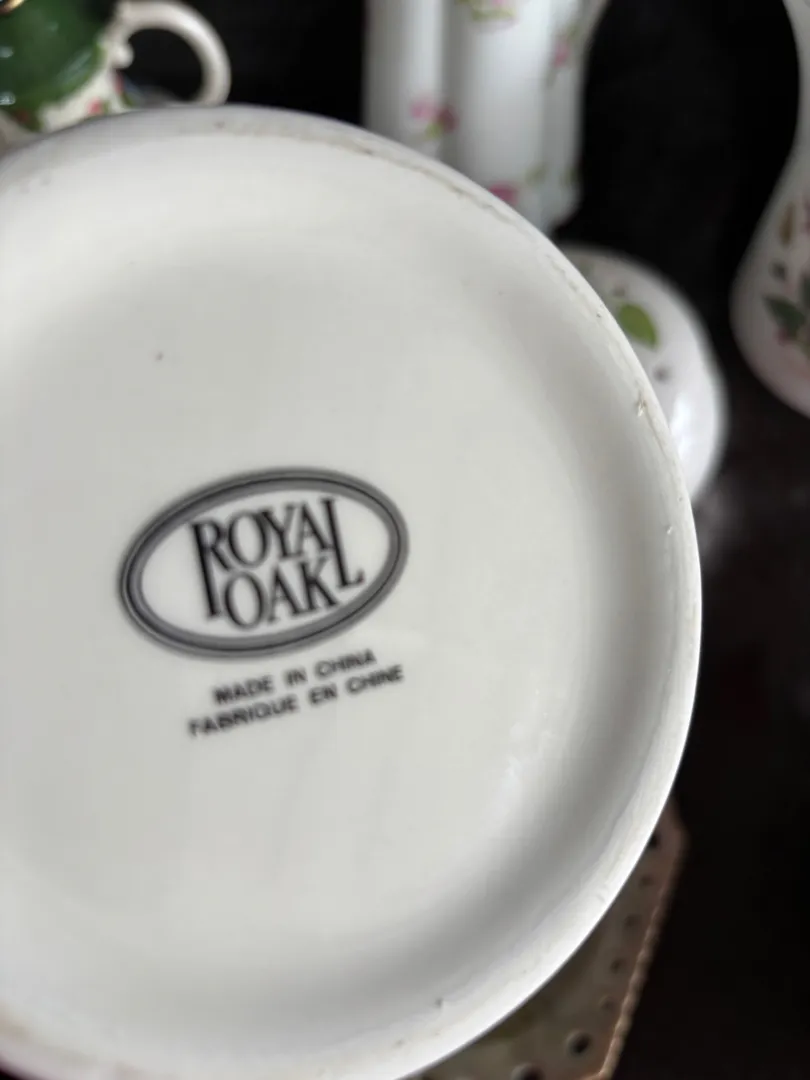 ROYAL
OAK
MADE IN CHINA
FABRIQUE EN CHINE